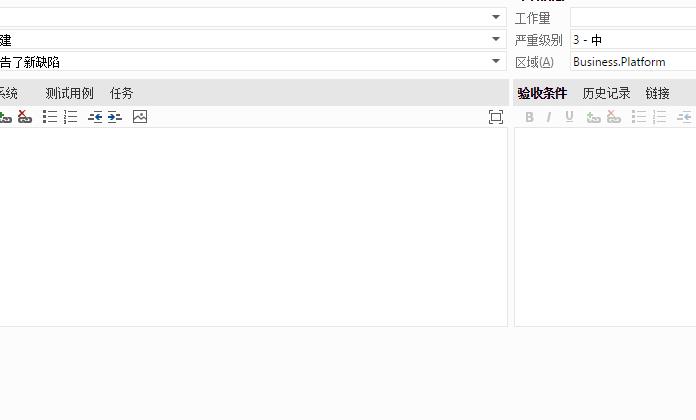 工作量
建
严重级别 3 - 中
告了新缺陷
区域(A) Business.Platform
系统 测试用例 任务
验收条件 历史记录 链接
B I U